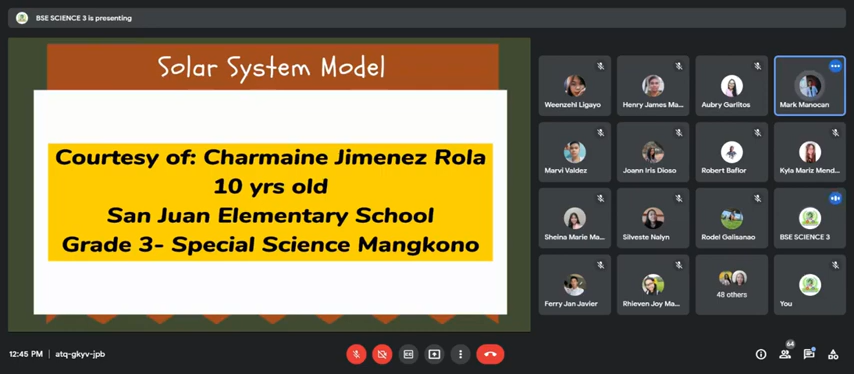 BSE SCIENCE 3 is presenting
Solar System Model
Courtesy of: Charmaine Jimenez Rola
10 yrs old
San Juan Elementary School
Grade 3- Special Science Mangkono
Weenzehl Ligayo
Henry James Ma...
Aubry Garlitos
Mark Manocan
Marvi Valdez
Joann Iris Dioso
Robert Baflor
Kyla Mariz Mend...
Sheina Marie Ma...
Silveste Nalyn
Rodel Galisanao
BSE SCIENCE 3
Ferry Jan Javier
Rhieven Joy Ma...
48 others
You
12:45 PM | atq-gkyv-jpb
64